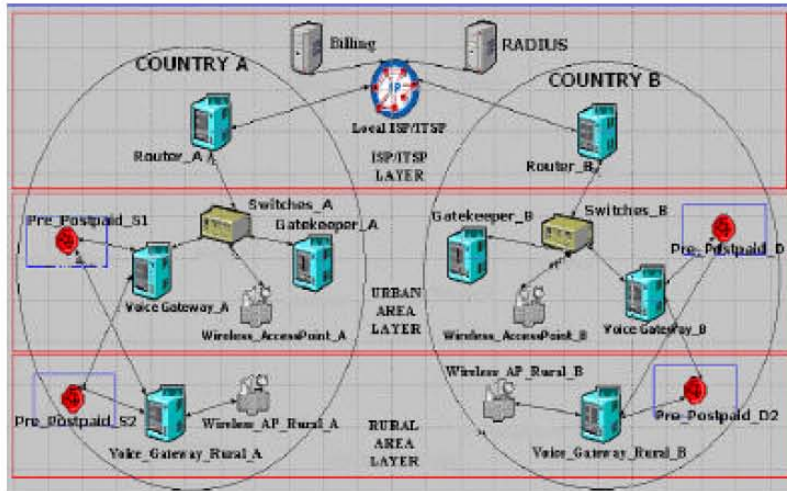 Billing
RADIUS
COUNTRY A
COUNTRY B
Local ISP/ITSP
Router_A
ISP/ITSP
LAYER
Router_B
Switches_A
Pre_Postpaid_S1
Gatekeeper_A
Gatekeeper_B
Switches_B
Pre_Postpaid_D
Voice Gateway_A
URBAN
AREA
LAYER
Voice Gateway_B
Wireless_AccessPoint_A
Wireless_AccessPoint_B
Wireless_AP_Rural_B
Pre_Postpaid_S2
Wireless_AP_Rural_A
RURAL
AREA
LAYER
Pre_Postpaid_D2
Voice_Gateway_Rural_A
Voice_Gateway_Rural_B